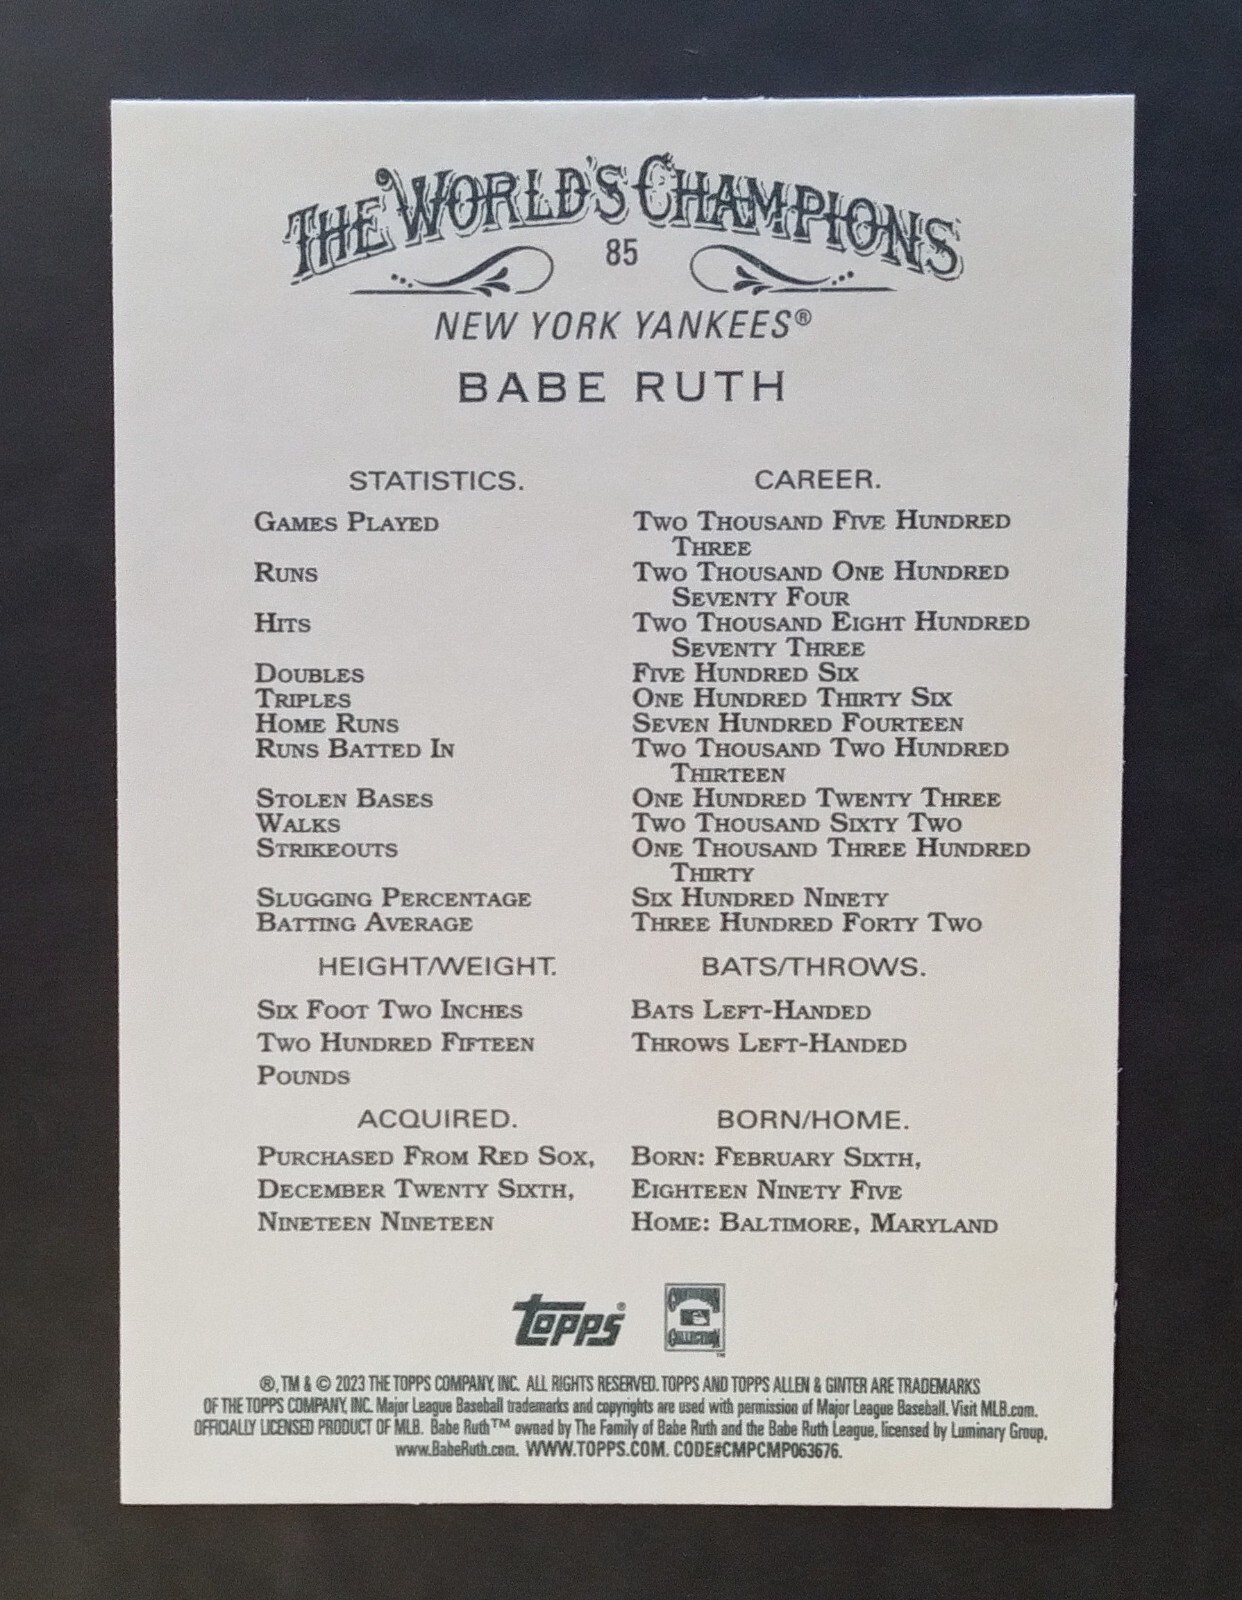 THE WORLD'S CHAMPIONS
85
NEW YORK YANKEES®
BABE RUTH
STATISTICS. CAREER.
GAMES PLAYED TWO THOUSAND FIVE HUNDRED
THREE
RUNS TWO THOUSAND ONE HUNDRED
SEVENTY FOUR
HITS TWO THOUSAND EIGHT HUNDRED
SEVENTY THREE
DOUBLES FIVE HUNDRED SIX
TRIPLES ONE HUNDRED THIRTY SIX
HOME RUNS SEVEN HUNDRED FOURTEEN
RUNS BATTED IN TWO THOUSAND TWO HUNDRED
THIRTEEN
STOLEN BASES ONE HUNDRED TWENTY THREE
WALKS TWO THOUSAND SIXTY TWO
STRIKEOUTS ONE THOUSAND THREE HUNDRED
THIRTY
SLUGGING PERCENTAGE SIX HUNDRED NINETY
BATTING AVERAGE THREE HUNDRED FORTY TWO
HEIGHT/WEIGHT. BATS/THROWS.
SIX FOOT TWO INCHES BATS LEFT-HANDED
TWO HUNDRED FIFTEEN THROWS LEFT-HANDED
POUNDS
ACQUIRED. BORN/HOME.
PURCHASED FROM RED SOX, BORN: FEBRUARY SIXTH,
DECEMBER TWENTY SIXTH, EIGHTEEN NINETY FIVE
NINETEEN NINETEEN HOME: BALTIMORE, MARYLAND
TOPPS® COOPERSTOWN COLLECTION™
®, TM & © 2023 THE TOPPS COMPANY, INC. ALL RIGHTS RESERVED. TOPPS AND TOPPS ALLEN & GINTER ARE TRADEMARKS
OF THE TOPPS COMPANY, INC. Major League Baseball trademarks and copyrights are used with permission of Major League Baseball. Visit MLB.com.
OFFICIALLY LICENSED PRODUCT OF MLB. Babe Ruth™ owned by The Family of Babe Ruth and the Babe Ruth League, licensed by Luminary Group,
www.BabeRuth.com. WWW.TOPPS.COM. CODE#CMPCMP063676.